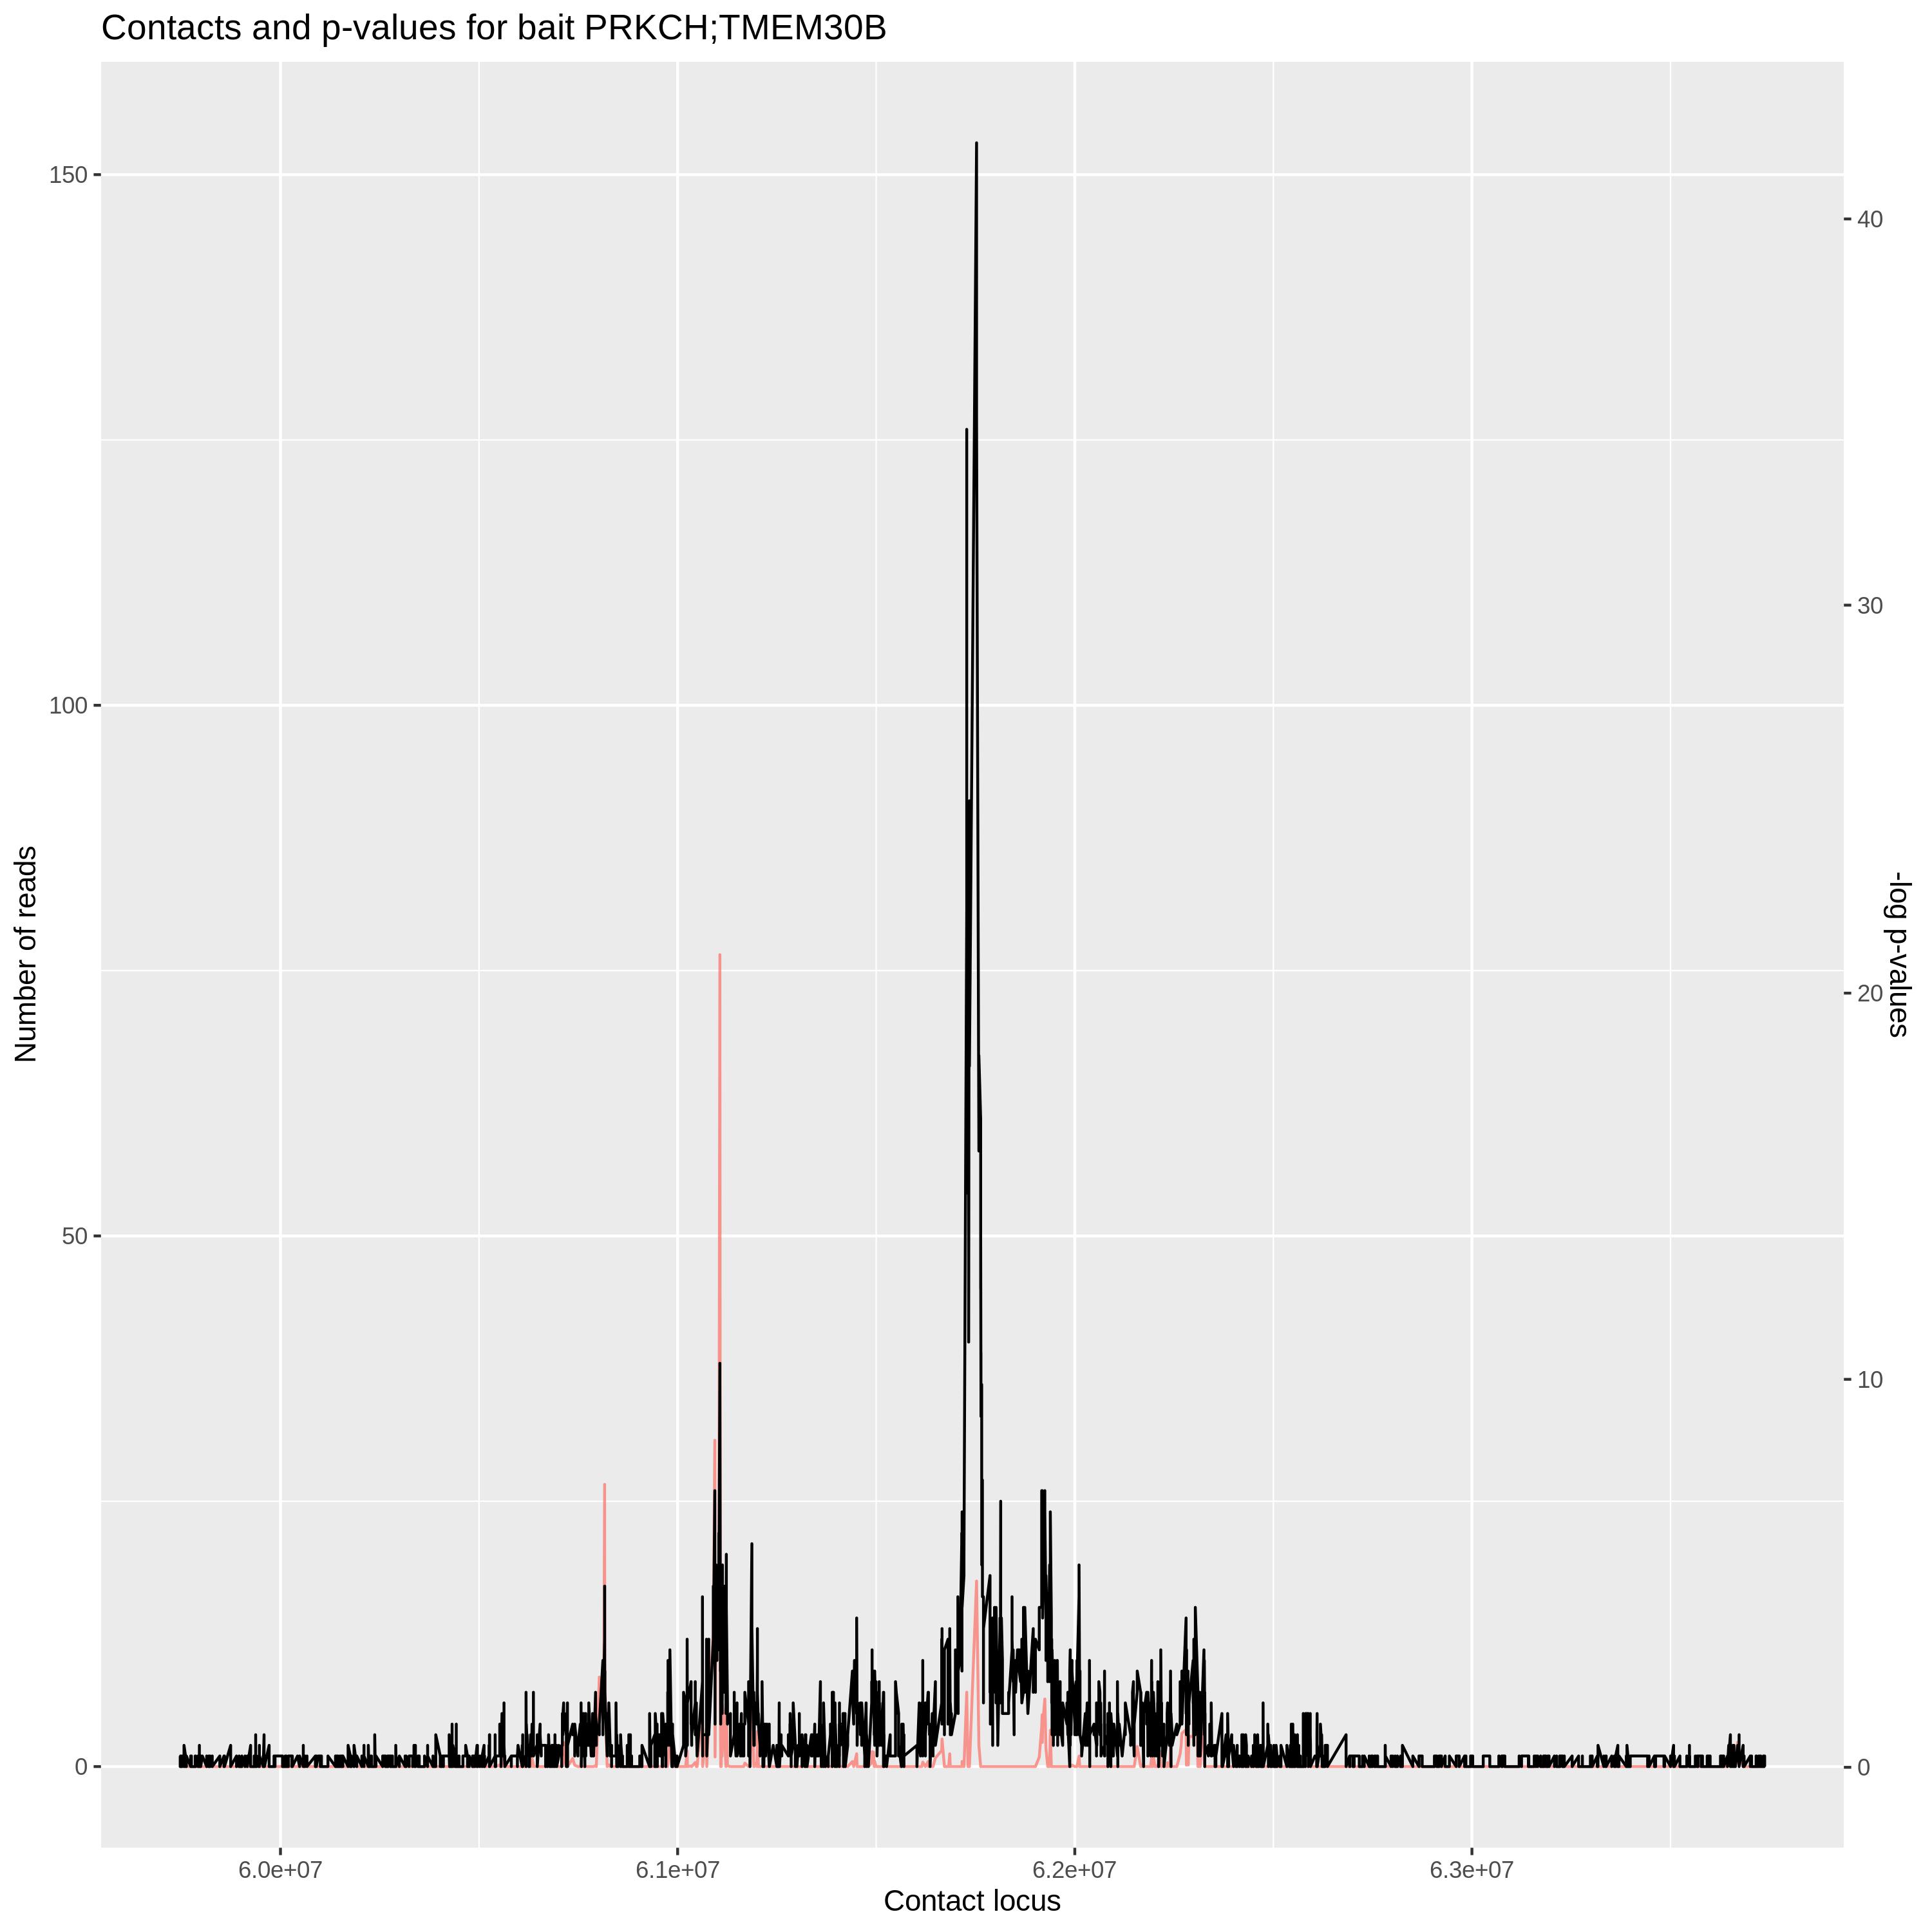 Contacts and p-values for bait PRKCH;TMEM30B
150
100
50
0
Number of reads
40
30
20
10
0
-log p-values
6.0e+07
6.1e+07
6.2e+07
6.3e+07
Contact locus